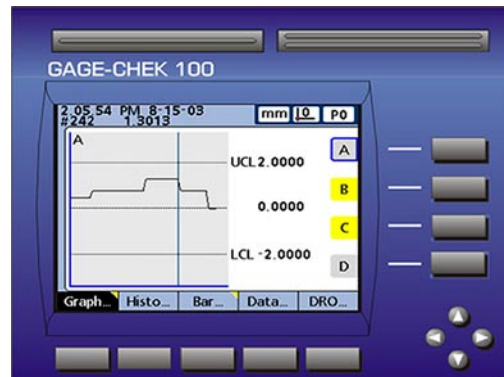 GAGE-CHEK 100
2.05 54 PM 8-15-03 mm 0 P0
#242 1.3013
A
UCL 2.0000 A
B
0.0000
C
LCL -2.0000
D
Graph... Histo... Bar... Data... DRO...